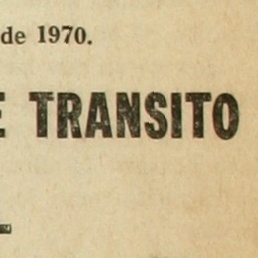 de 1970.
E TRANSITO